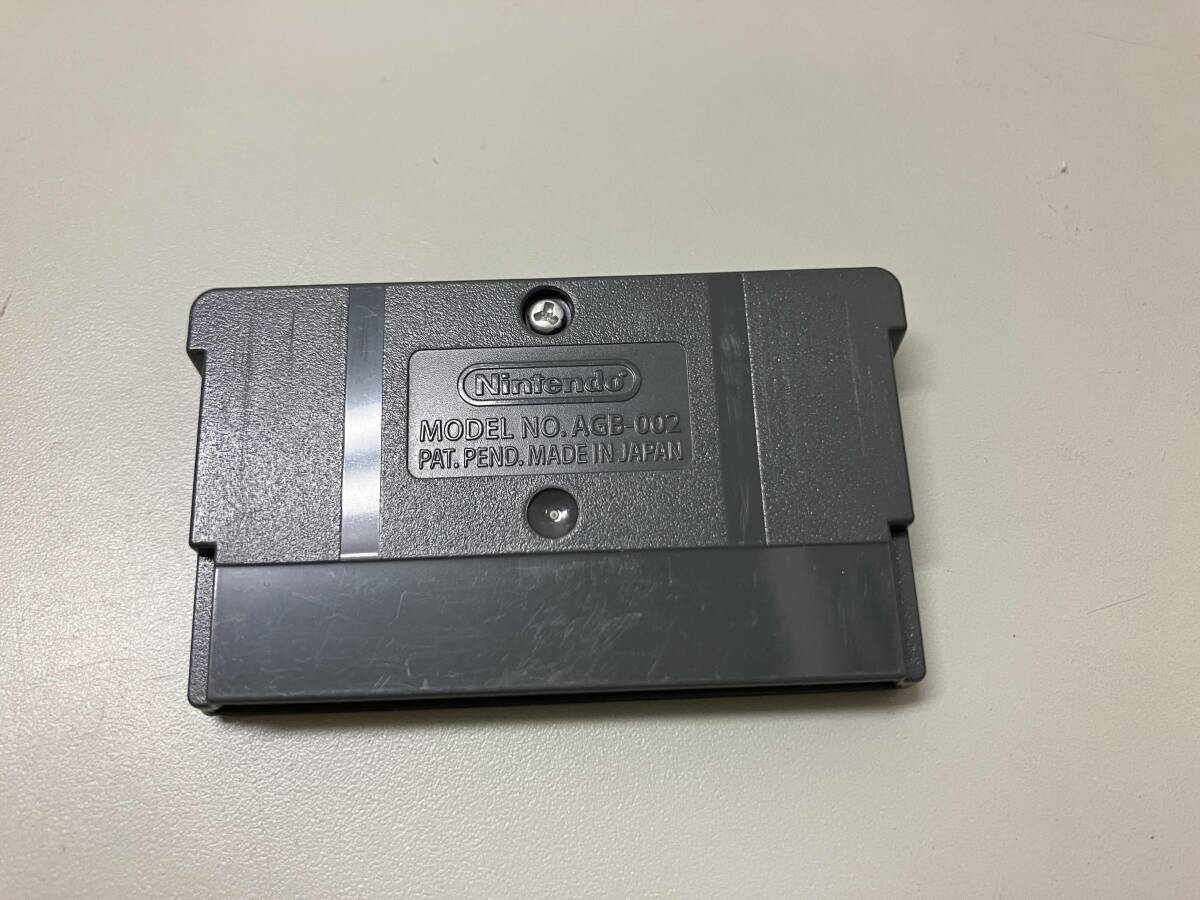 Nintendo
MODEL NO. AGB-002
PAT. PEND. MADE IN JAPAN